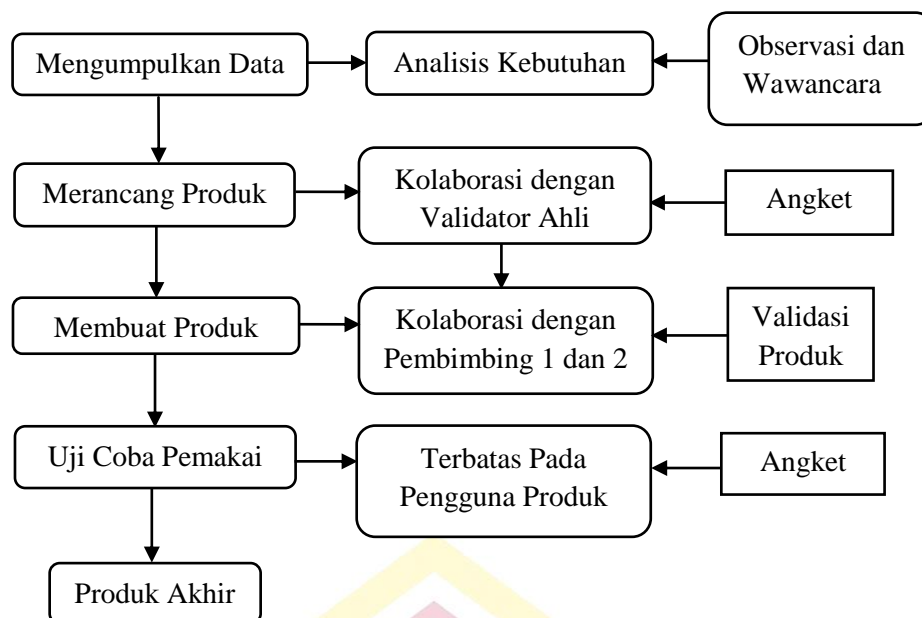 Mengumpulkan Data
Analisis Kebutuhan
Observasi dan
Wawancara
Merancang Produk
Kolaborasi dengan
Validator Ahli
Angket
Membuat Produk
Kolaborasi dengan
Pembimbing 1 dan 2
Validasi
Produk
Uji Coba Pemakai
Terbatas Pada
Pengguna Produk
Angket
Produk Akhir